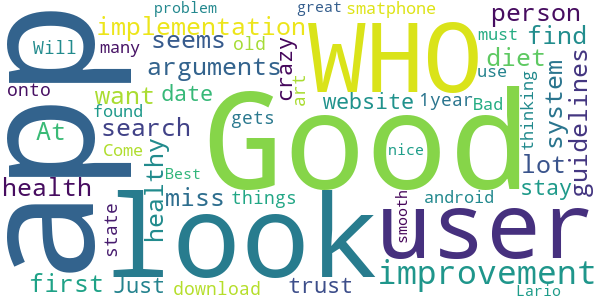 problem
great
smatphone
person
implementation
Will
many
seems
old
find
crazy
WHO
must
arguments
diet
onto
app
want
date
art
website
1year
use
Bad
thinking
system
guidelines
found
At
search
gets
Good
Come
healthy
nice
lot
Best
health
miss
things
look
smooth
android
stay
state
user
first
Just
download
trust
improvement
Lario